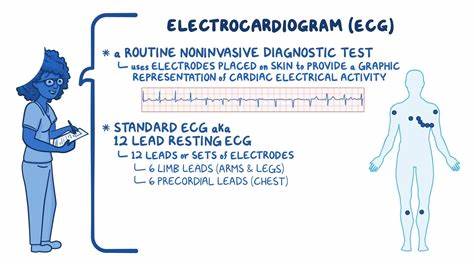 ELECTROCARDIOGRAM (ECG)
* a ROUTINE NONINVASIVE DIAGNOSTIC TEST
└ USES ELECTRODES PLACED on SKIN to PROVIDE A GRAPHIC
REPRESENTATION of CARDIAC ELECTRICAL ACTIVITY
* STANDARD ECG aka
12 LEAD RESTING ECG
└ 12 LEADS or SETS of ELECTRODES
└ 6 LIMB LEADS (ARMS & LEGS)
└ 6 PRECORDIAL LEADS (CHEST)